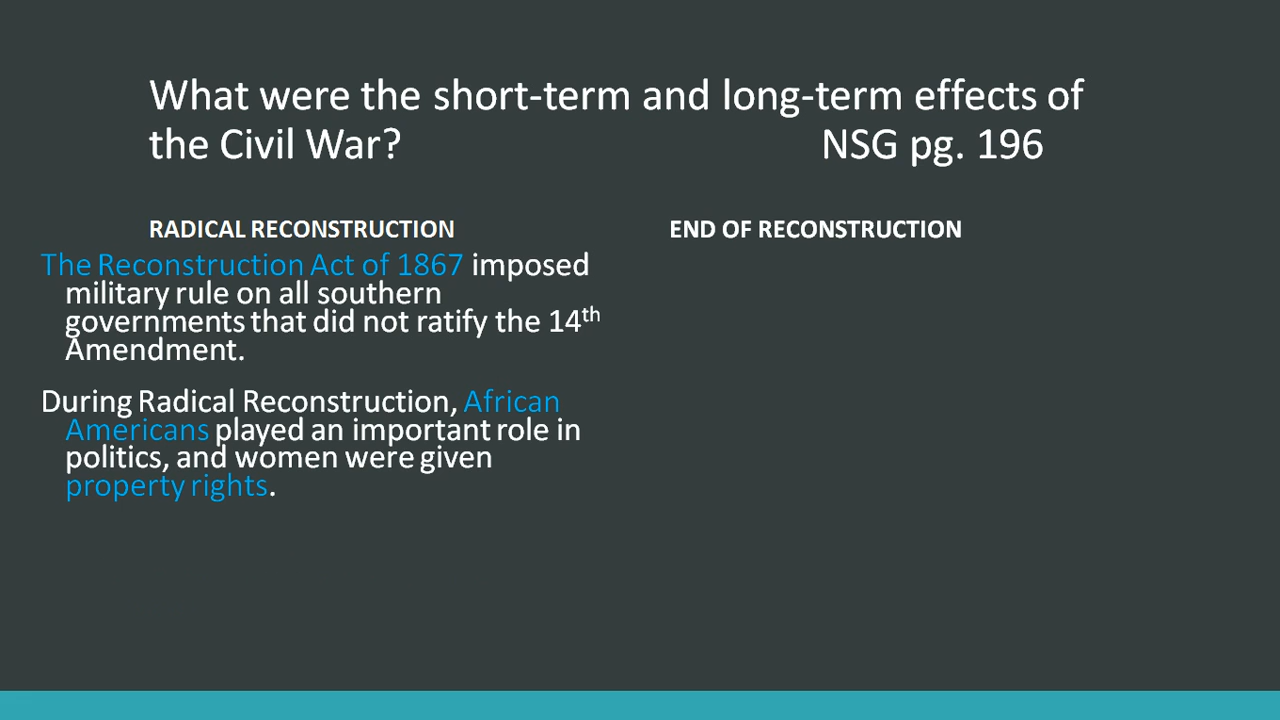 What were the short-term and long-term effects of
the Civil War? NSG pg. 196
RADICAL RECONSTRUCTION
The Reconstruction Act of 1867 imposed
military rule on all southern
governments that did not ratify the 14th
Amendment.
During Radical Reconstruction, African
Americans played an important role in
politics, and women were given
property rights.
END OF RECONSTRUCTION